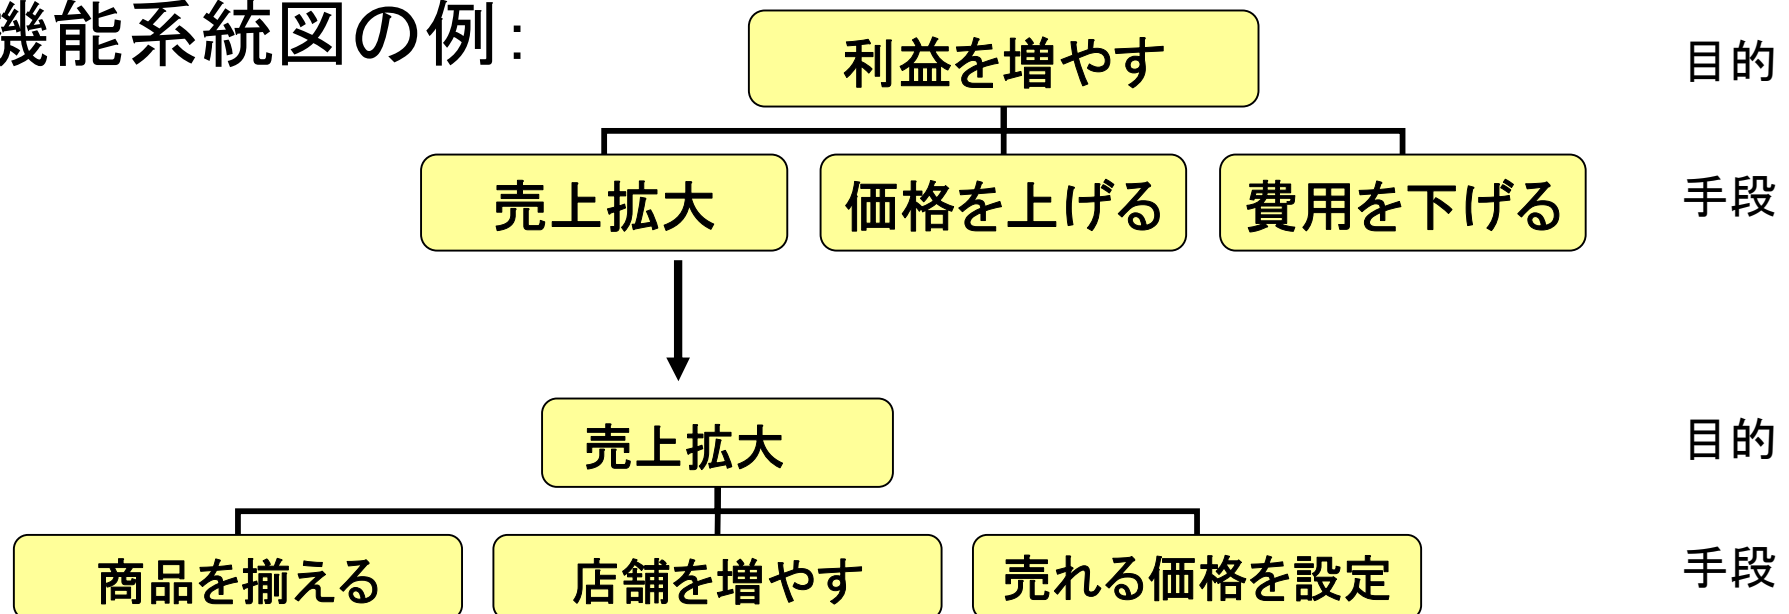 機能系統図の例:
利益を増やす
目的
売上拡大
価格を上げる
費用を下げる
手段
売上拡大
目的
商品を揃える
店舗を増やす
売れる価格を設定
手段